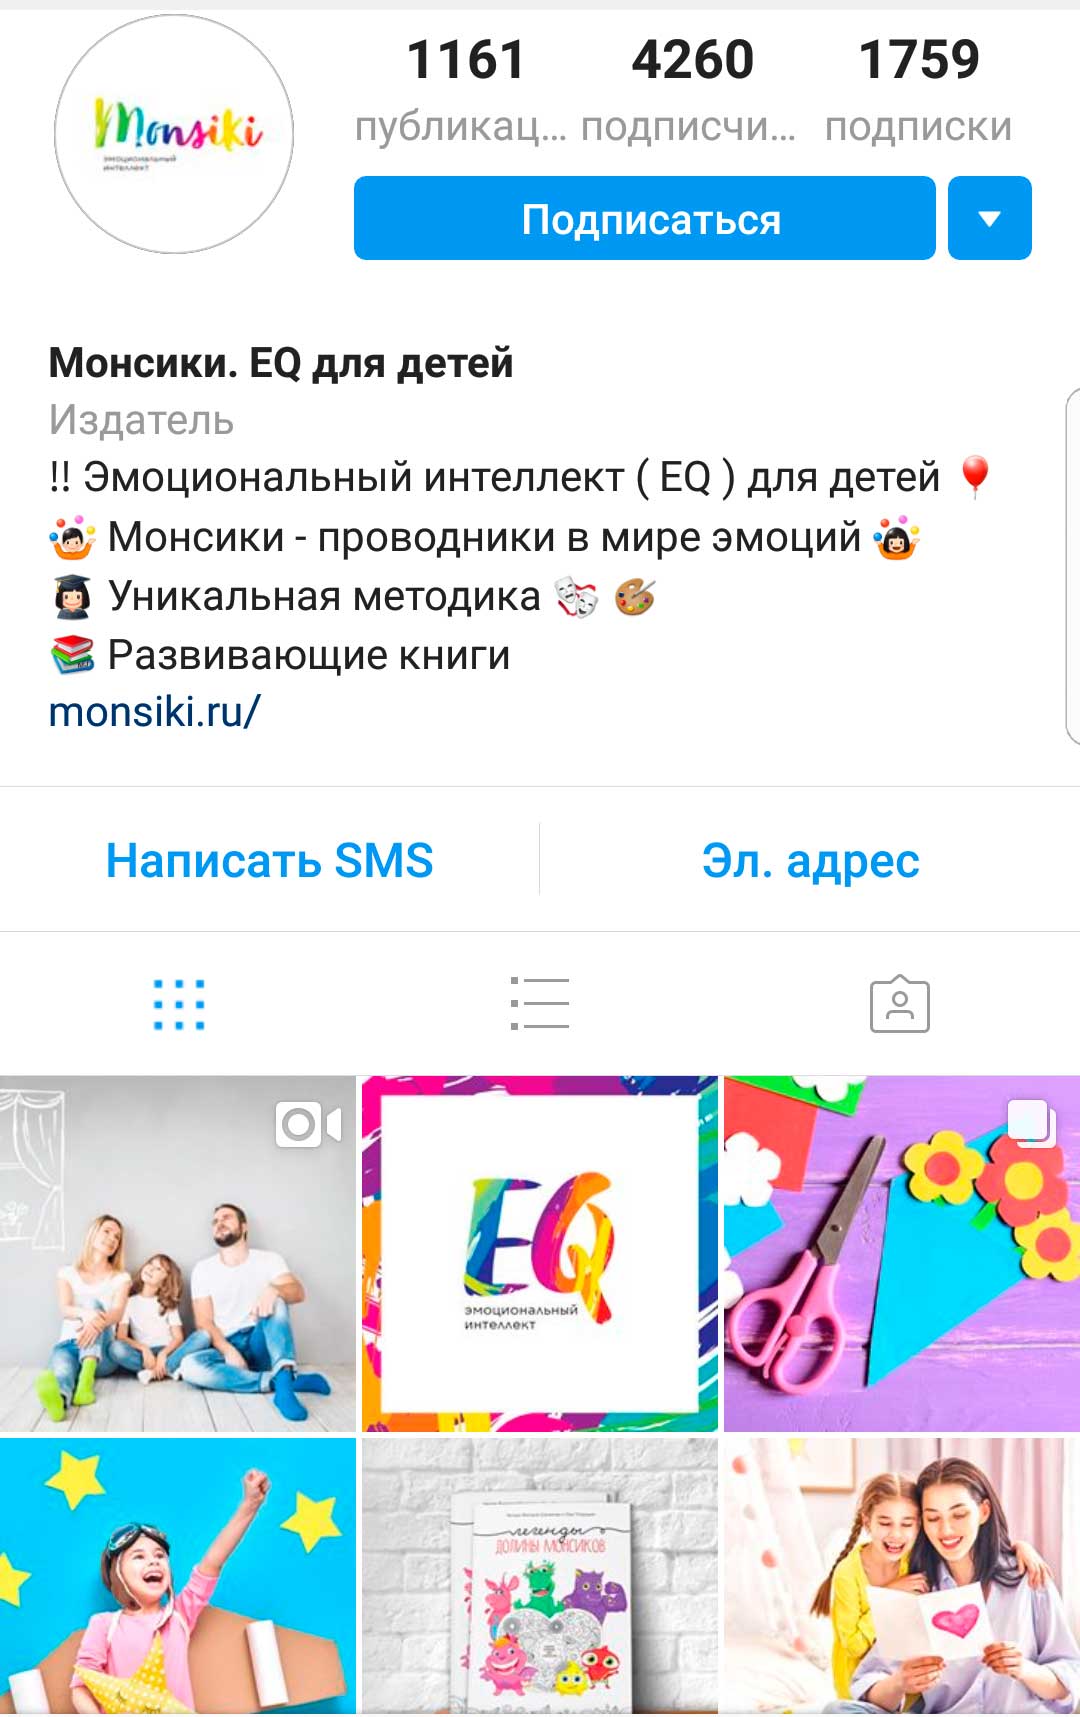 Monsiki
эмоциональный
интеллект
1161 4260 1759
публикац... подписчи... подписки
Подписаться
Монсики. EQ для детей
Издатель
!! Эмоциональный интеллект ( EQ ) для детей
Монсики - проводники в мире эмоций
Уникальная методика
Развивающие книги
monsiki.ru/
Написать SMS Эл. адрес
EQ
эмоциональный
интеллект
легенды
ДОЛИНЫ МОНСИКОВ